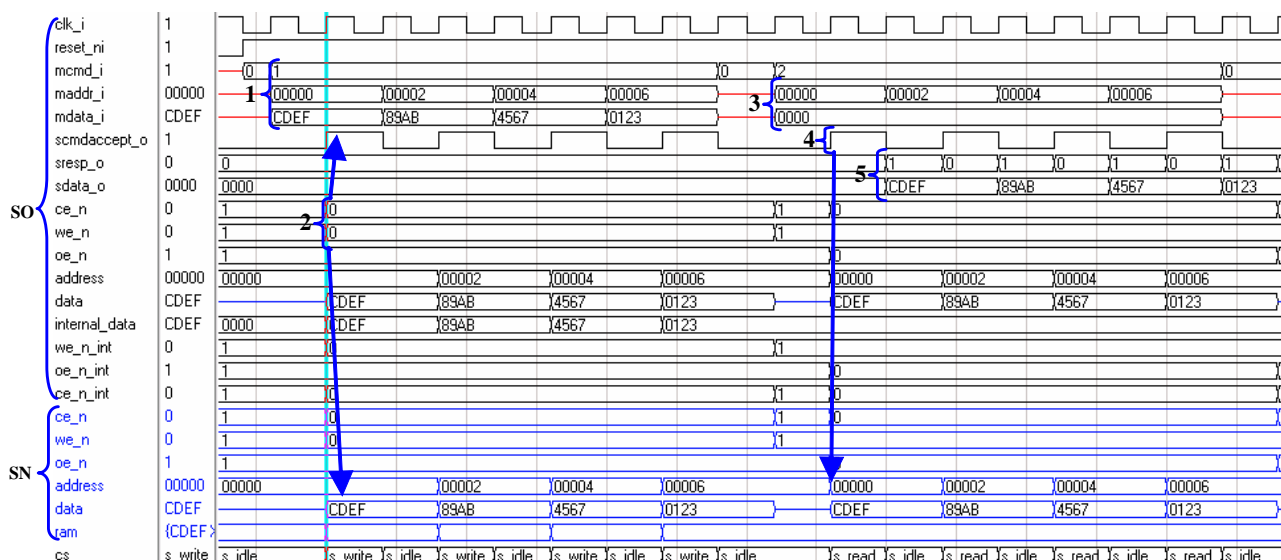 clk_i 1
reset_ni 1
mcmd_i 1 0 1 0 2 0
maddr_i 00000 1 00000 00002 00004 00006 3 00000 00002 00004 00006
mdata_i CDEF CDEF 89AB 4567 0123 0000
scmdaccept_o 1 4
sresp_o 0 0 1 0 1 0 1 0 1
sdata_o 0000 0000 5 CDEF 89AB 4567 0123
SO ce_n 1 0 1 0
we_n 0 1 2 0 1
oe_n 1 1 0
address 00000 00000 00002 00004 00006 00000 00002 00004 00006
data CDEF CDEF 89AB 4567 0123 CDEF 89AB 4567 0123
internal_data CDEF 0000 CDEF 89AB 4567 0123
we_n_int 0 1 0 1
oe_n_int 1 1 0
ce_n_int 0 1 0 1 0
ce_n 0 1 0 1 0
we_n 0 1 0 1
SN oe_n 1 1
address 00000 00000 00002 00004 00006 00000 00002 00004 00006
data CDEF CDEF 89AB 4567 0123 CDEF 89AB 4567 0123
ram {CDEF
cs s_write s_idle s_write s_idle s_write s_idle s_write s_idle s_write s_idle s_read s_idle s_read s_idle s_read s_idle s_read s_idle